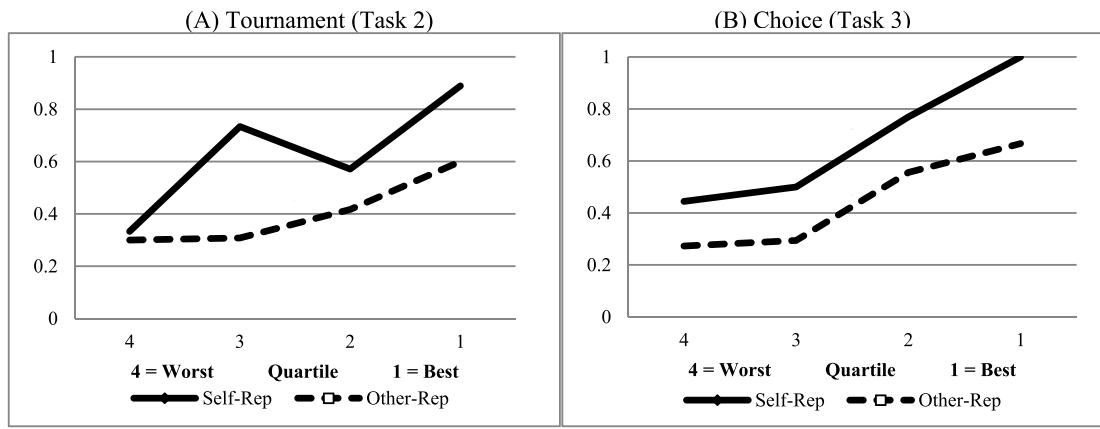 (A) Tournament (Task 2)
1
0.8
0.6
0.4
0.2
0
4 3 2 1
4 = Worst Quartile 1 = Best
Self-Rep Other-Rep
(B) Choice (Task 3)
1
0.8
0.6
0.4
0.2
0
4 3 2 1
4 = Worst Quartile 1 = Best
Self-Rep Other-Rep